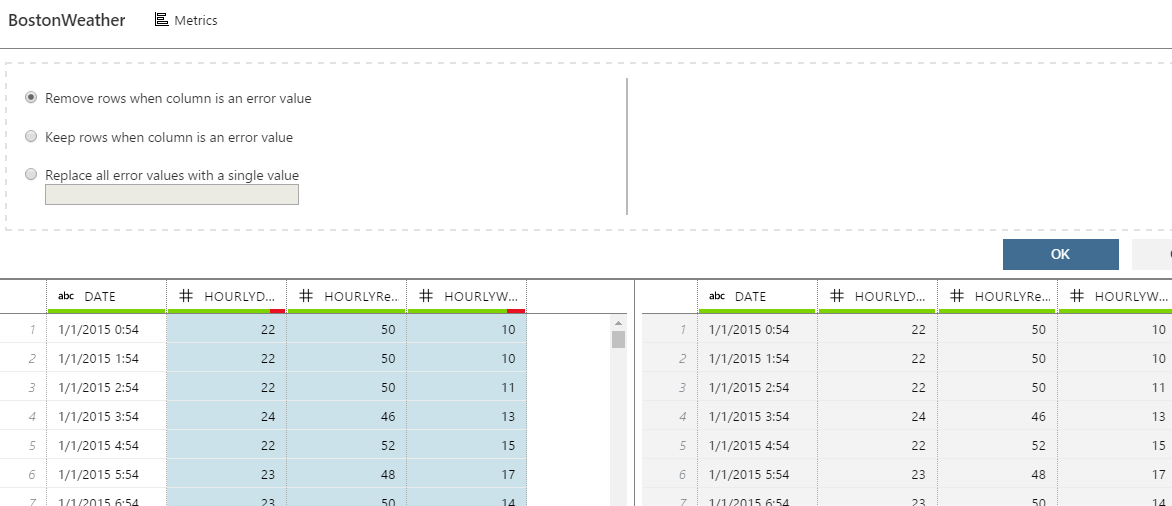 BostonWeather Metrics
Remove rows when column is an error value
Keep rows when column is an error value
Replace all error values with a single value
OK
abc DATE # HOURLYD... # HOURLYRe... # HOURLYW... abc DATE # HOURLYD... # HOURLYRe... # HOURLYW...
1 1/1/2015 0:54 22 50 10 1 1/1/2015 0:54 22 50 10
2 1/1/2015 1:54 22 50 10 2 1/1/2015 1:54 22 50 10
3 1/1/2015 2:54 22 50 11 3 1/1/2015 2:54 22 50 11
4 1/1/2015 3:54 24 46 13 4 1/1/2015 3:54 24 46 13
5 1/1/2015 4:54 22 52 15 5 1/1/2015 4:54 22 52 15
6 1/1/2015 5:54 23 48 17 6 1/1/2015 5:54 23 48 17
7 1/1/2015 6:54 23 50 14 7 1/1/2015 6:54 23 50 14